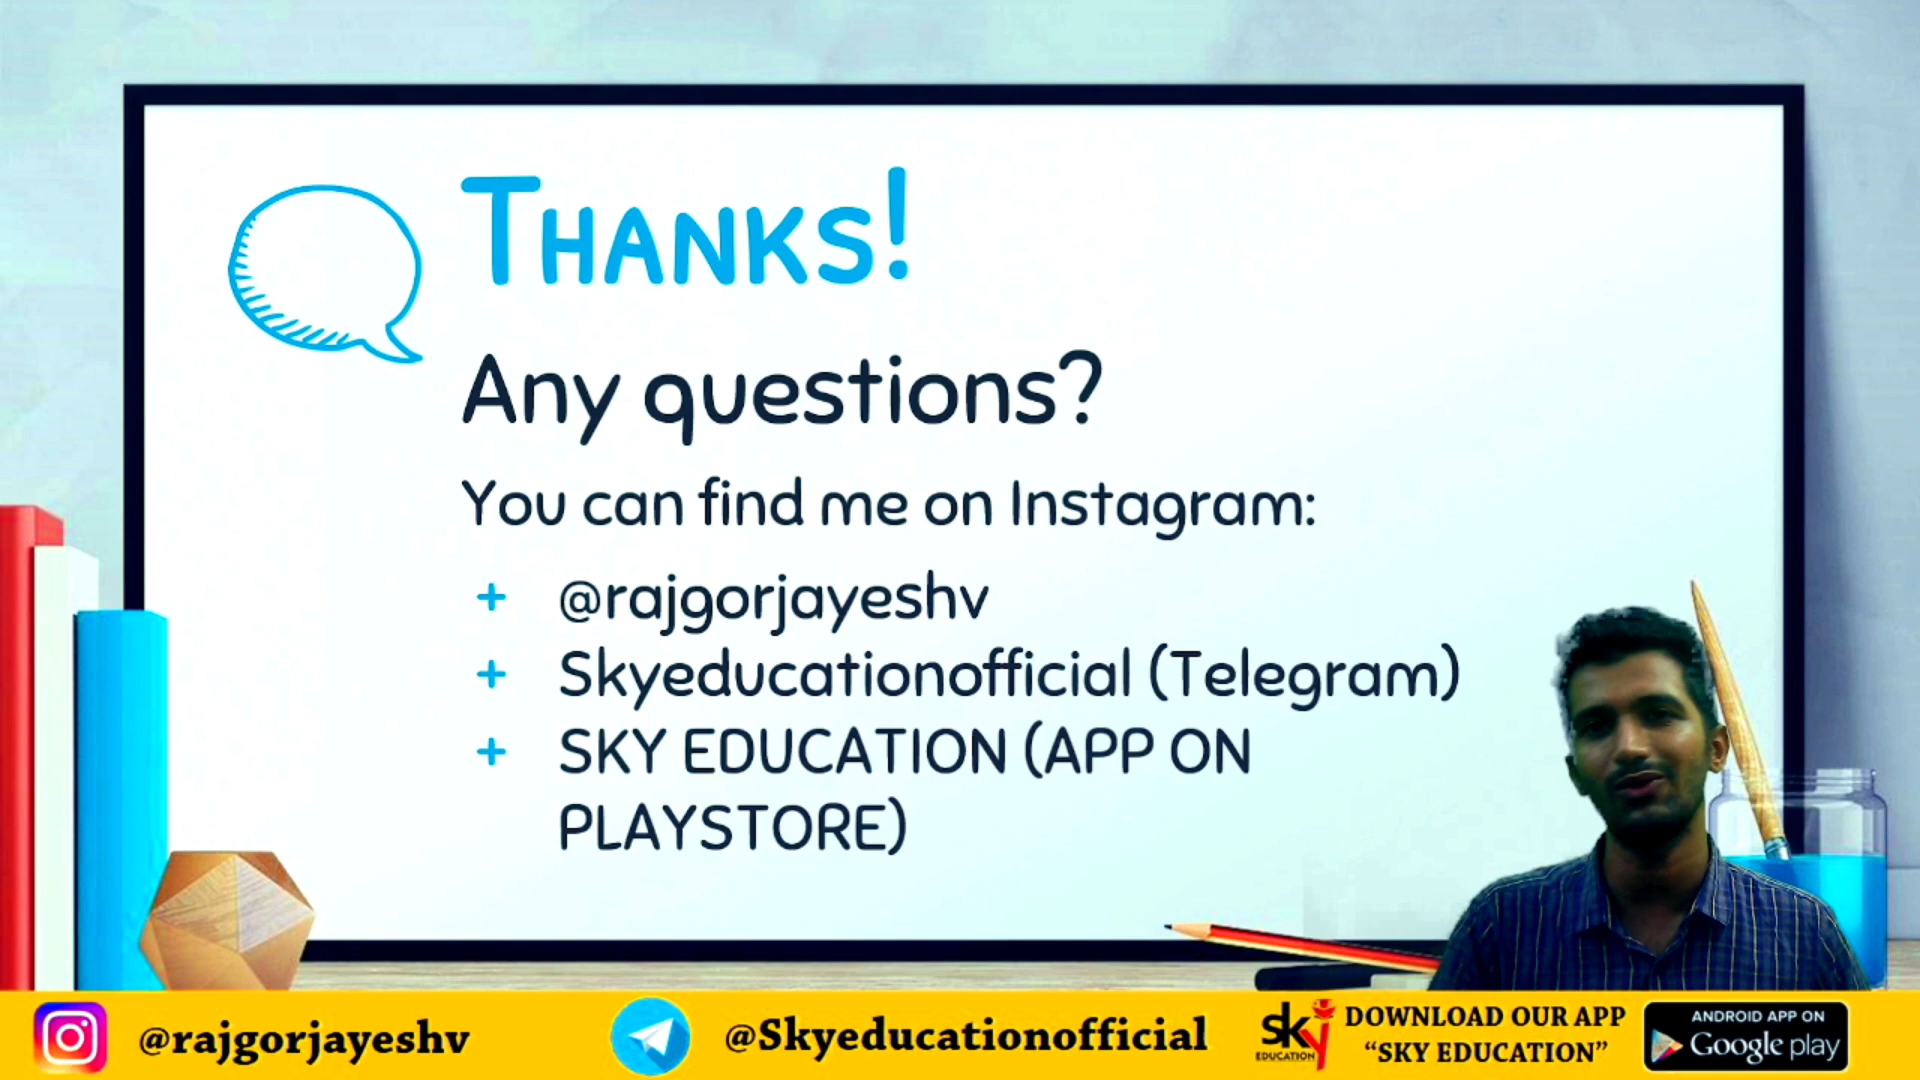 THANKS!
Any questions?
You can find me on Instagram:
+ @rajgorjayeshv
+ Skyeducationofficial (Telegram)
+ SKY EDUCATION (APP ON
PLAYSTORE)
@rajgorjayeshv
@Skyeducationofficial
sky
EDUCATION
DOWNLOAD OUR APP
“SKY EDUCATION”
ANDROID APP ON
Google play